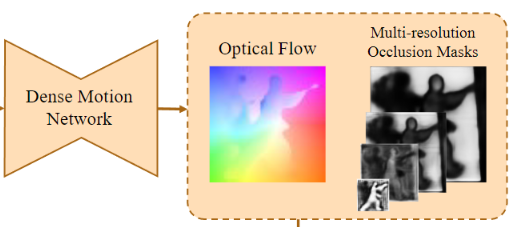 Dense Motion
Network
Optical Flow
Multi-resolution
Occlusion Masks